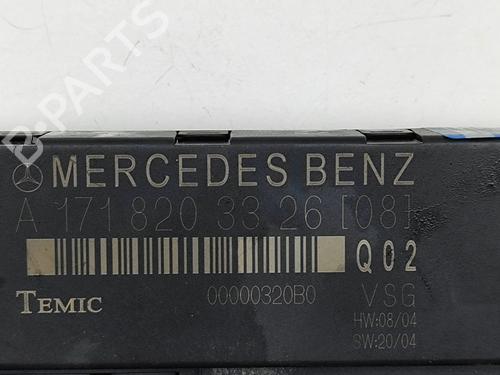 B-PARTS
MERCEDES BENZ
A 171 820 33 26 [08]
Q02
TEMIC
00000320B0
VSG
HW:08/04
SW:20/04